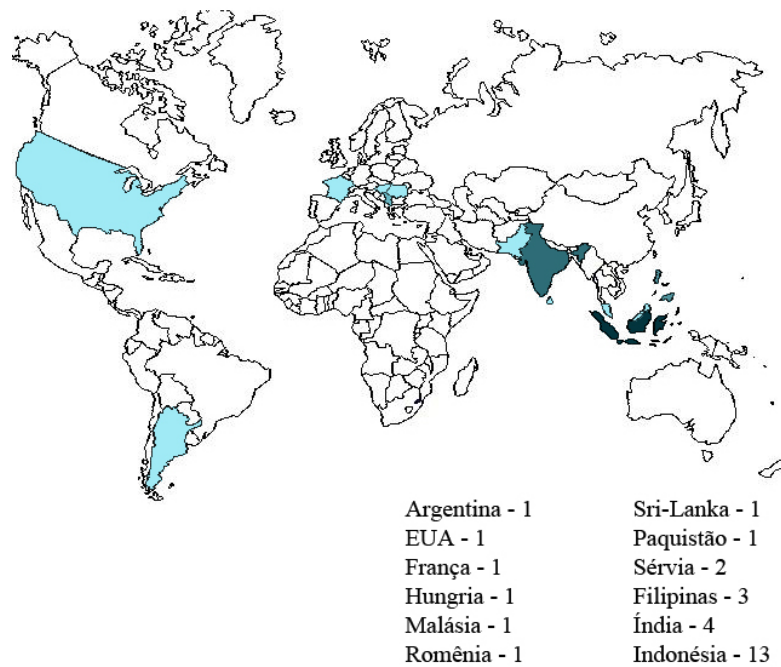 Argentina - 1
EUA - 1
França - 1
Hungria - 1
Malásia - 1
Romênia - 1
Sri-Lanka - 1
Paquistão - 1
Sérvia - 2
Filipinas - 3
Índia - 4
Indonésia - 13